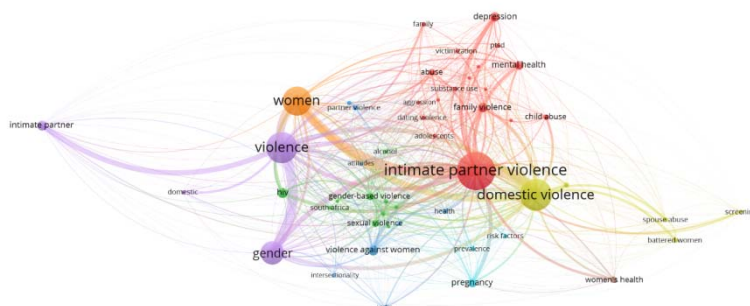 depression
family
ptsd
victimization
mental health
abuse
substance use
women
aggression
family violence
partner violence
child abuse
dating violence
intimate partner
adolescents
violence
alcohol
attitudes
intimate partner violence
domestic
hiv
gender-based violence
domestic violence
south africa
health
sexual violence
spouse abuse
screening
risk factors
battered women
gender
violence against women
prevalence
intersectionality
pregnancy
women's health